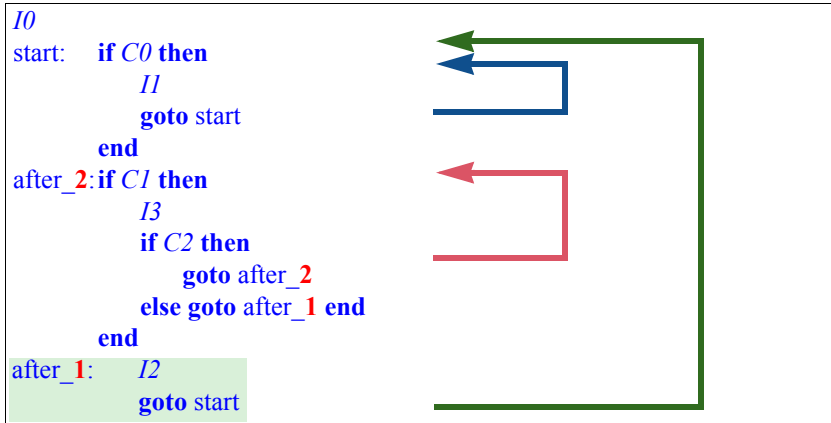 I0
start: if C0 then
I1
goto start
end
after_2: if C1 then
I3
if C2 then
goto after_2
else goto after_1 end
end
after_1: I2
goto start